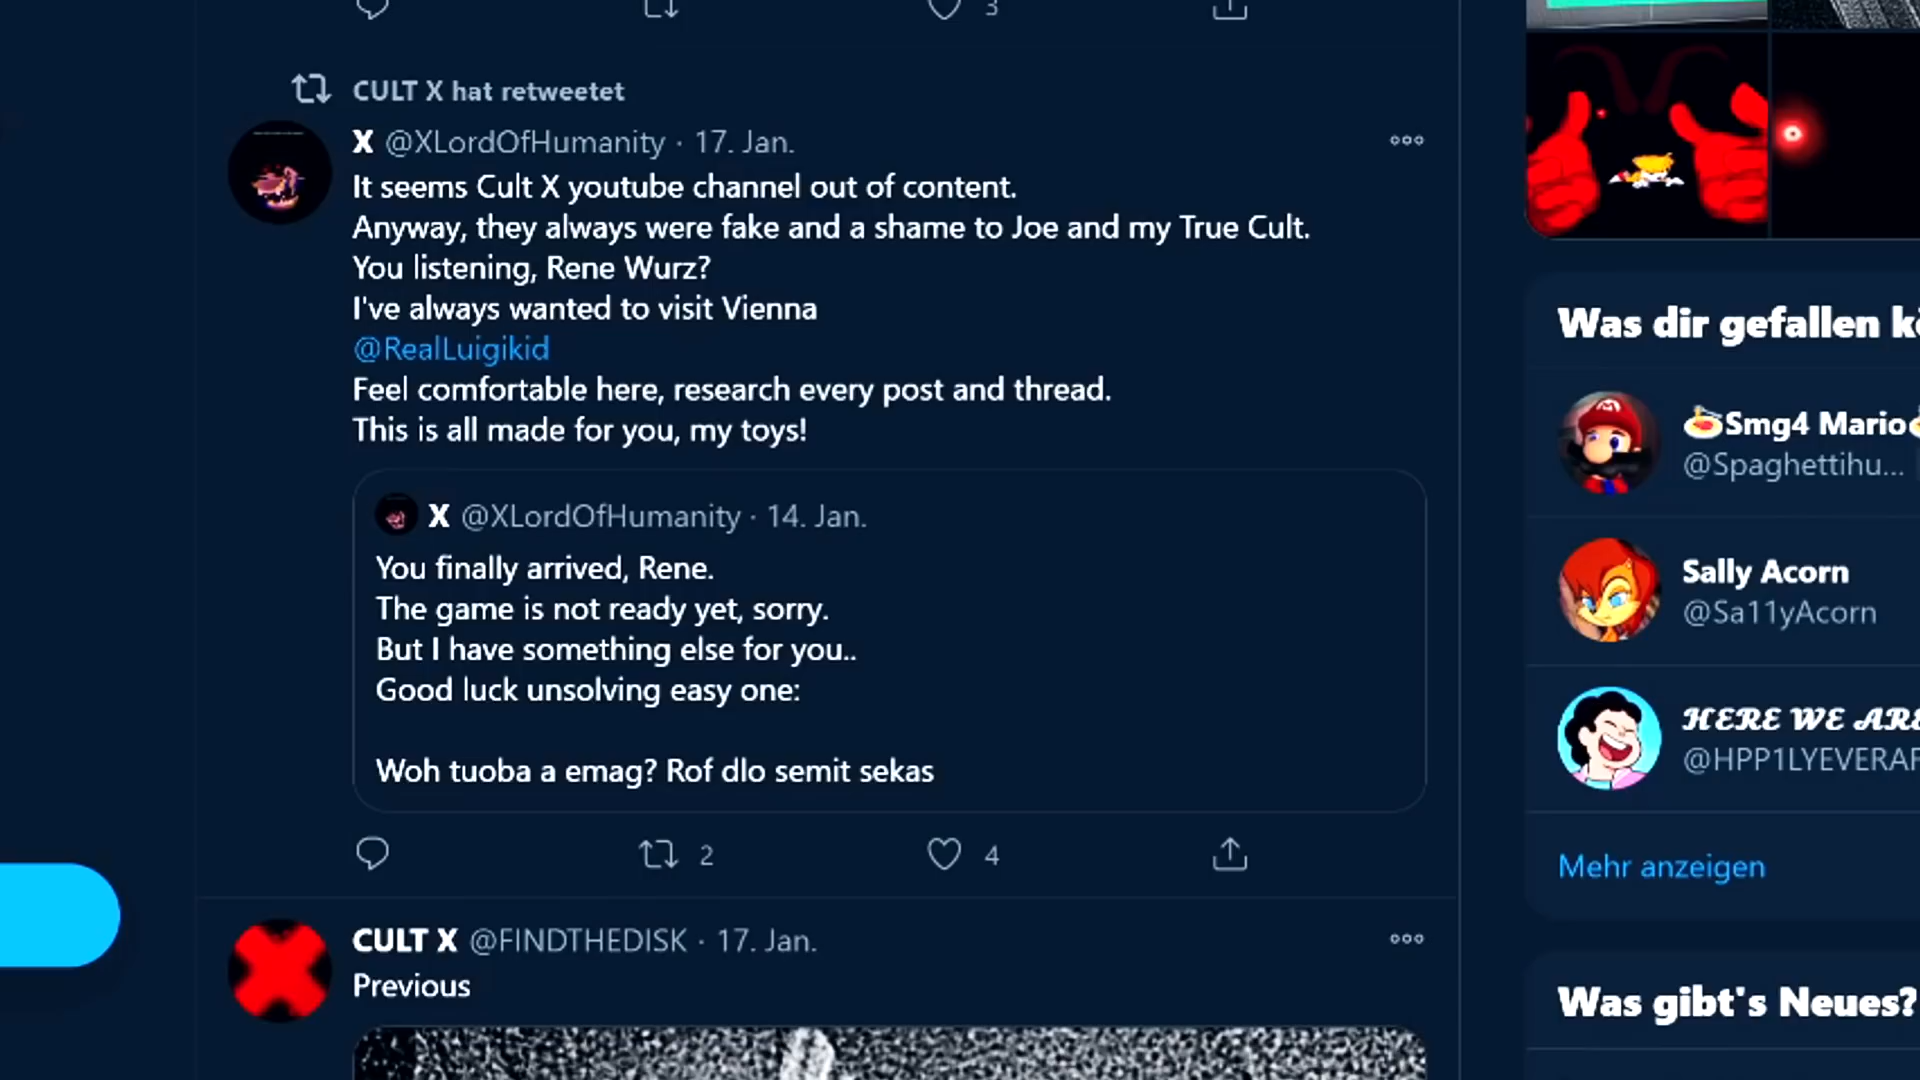 3
CULT X hat retweetet
X @XLordOfHumanity · 17. Jan.
It seems Cult X youtube channel out of content.
Anyway, they always were fake and a shame to Joe and my True Cult.
You listening, Rene Wurz?
I've always wanted to visit Vienna
@RealLuigikid
Feel comfortable here, research every post and thread.
This is all made for you, my toys!
X @XLordOfHumanity · 14. Jan.
You finally arrived, Rene.
The game is not ready yet, sorry.
But I have something else for you..
Good luck unsolving easy one:
Woh tuoba a emag? Rof dlo semit sekas
2 4
CULT X @FINDTHEDISK · 17. Jan.
Previous
Was dir gefallen kö
Smg4 Mario
@Spaghettihu...
Sally Acorn
@Sa11yAcorn
HERE WE ARE
@HPP1LYEVERAF
Mehr anzeigen
Was gibt's Neues?